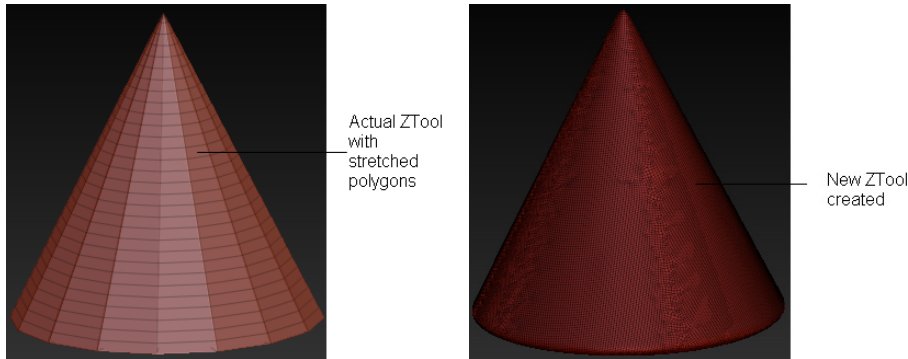 Actual ZTool
with
stretched
polygons
New ZTool
created